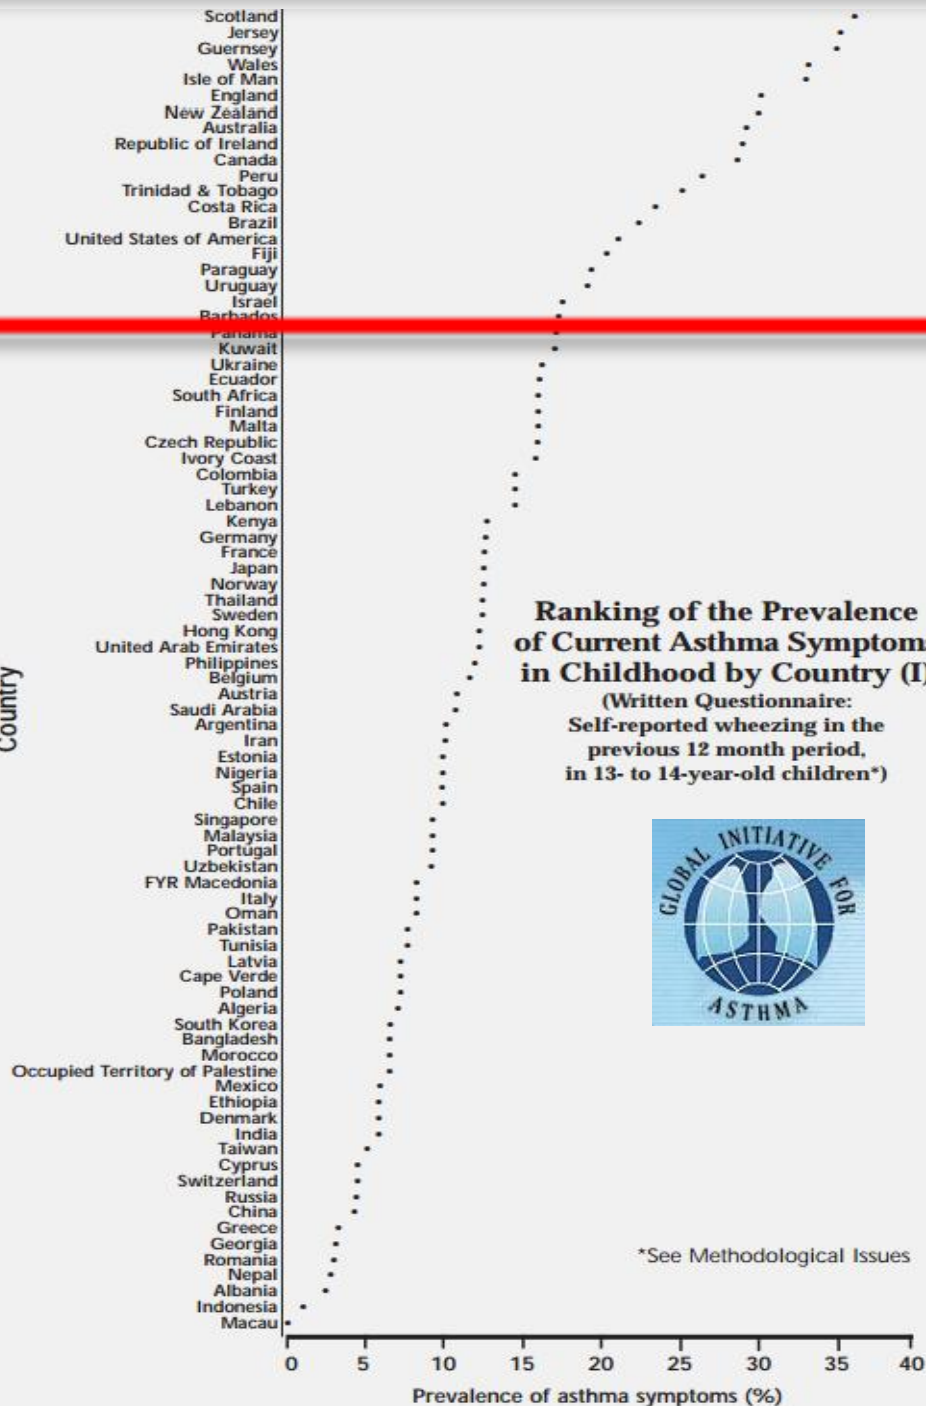 Scotland
Jersey
Guernsey
Wales
Isle of Man
England
New Zealand
Australia
Republic of Ireland
Canada
Peru
Trinidad & Tobago
Costa Rica
Brazil
United States of America
Fiji
Paraguay
Uruguay
Israel
Barbados
Panama
Kuwait
Ukraine
Ecuador
South Africa
Finland
Malta
Czech Republic
Ivory Coast
Colombia
Turkey
Lebanon
Kenya
Germany
France
Japan
Norway
Thailand
Sweden
Hong Kong
United Arab Emirates
Philippines
Belgium
Austria
Saudi Arabia
Argentina
Iran
Estonia
Nigeria
Spain
Chile
Singapore
Malaysia
Portugal
Uzbekistan
FYR Macedonia
Italy
Oman
Pakistan
Tunisia
Latvia
Cape Verde
Poland
Algeria
South Korea
Bangladesh
Morocco
Occupied Territory of Palestine
Mexico
Ethiopia
Denmark
India
Taiwan
Cyprus
Switzerland
Russia
China
Greece
Georgia
Romania
Nepal
Albania
Indonesia
Macau
Country
Ranking of the Prevalence
of Current Asthma Symptom
in Childhood by Country (I)
(Written Questionnaire:
Self-reported wheezing in the
previous 12 month period,
in 13- to 14-year-old children*)
GLOBAL INITIATIVE FOR
ASTHMA
*See Methodological Issues
0 5 10 15 20 25 30 35 40
Prevalence of asthma symptoms (%)